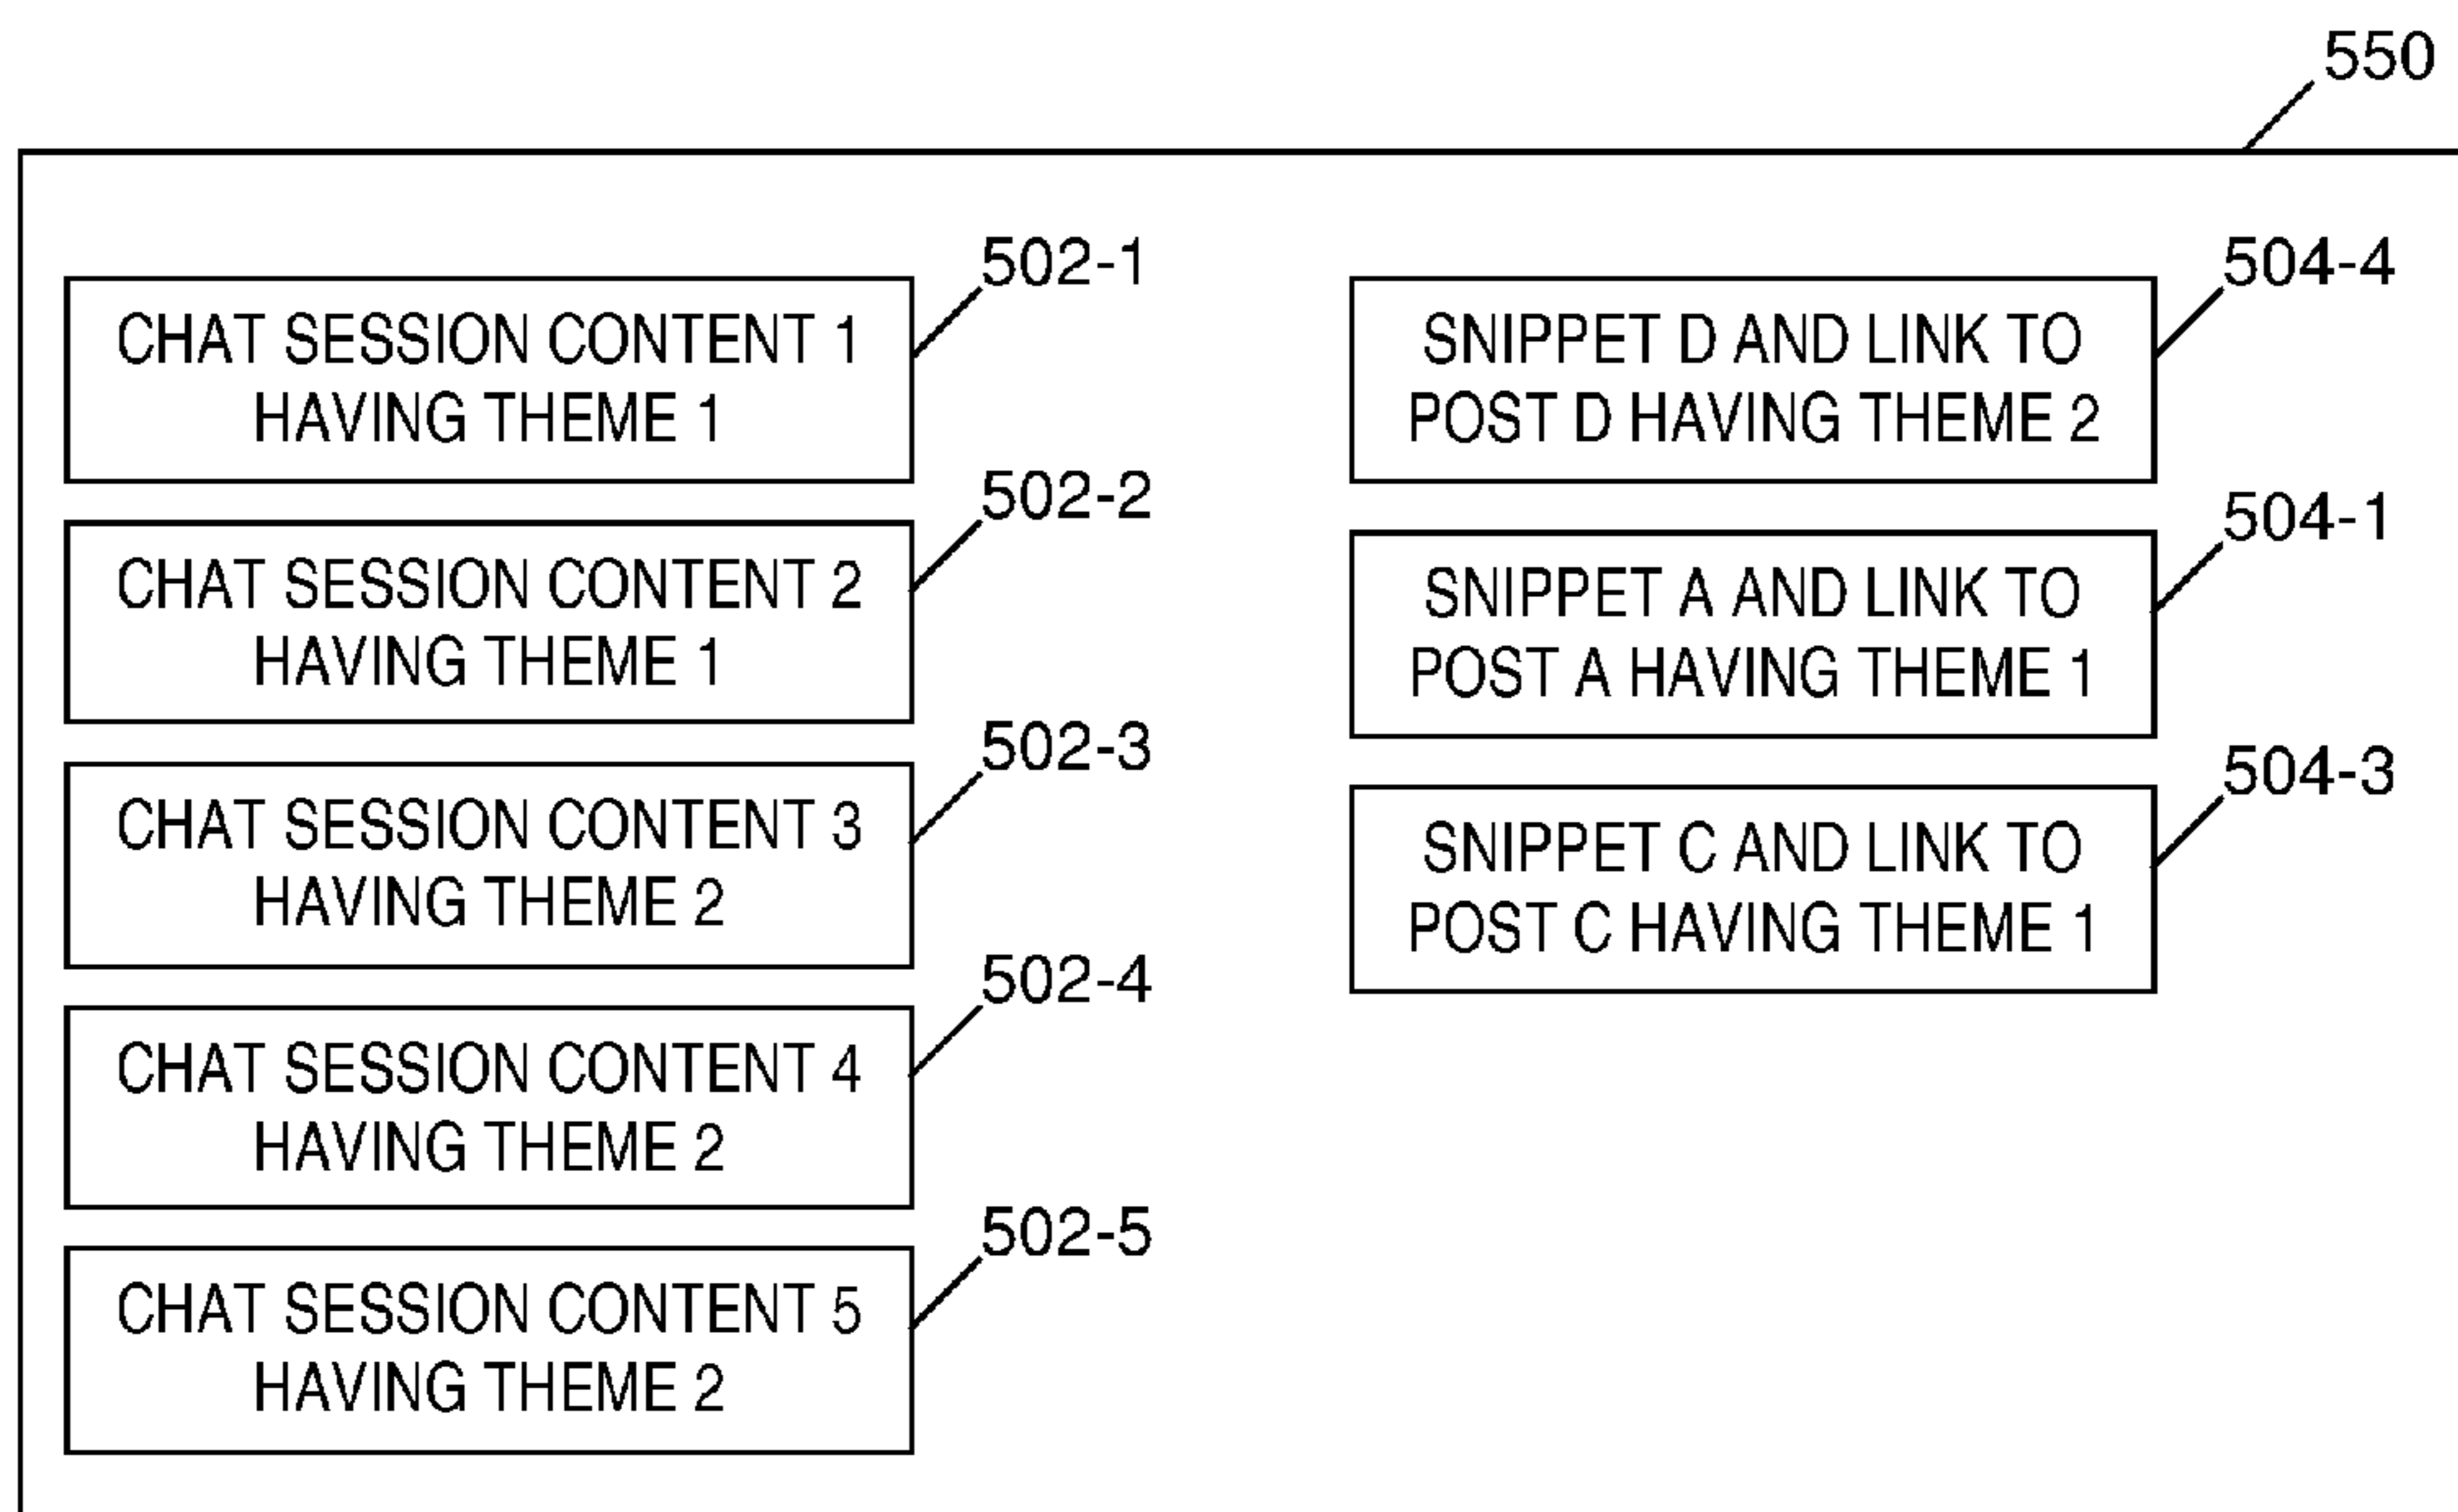 550
502-1
CHAT SESSION CONTENT 1
HAVING THEME 1
502-2
CHAT SESSION CONTENT 2
HAVING THEME 1
502-3
CHAT SESSION CONTENT 3
HAVING THEME 2
502-4
CHAT SESSION CONTENT 4
HAVING THEME 2
502-5
CHAT SESSION CONTENT 5
HAVING THEME 2
504-4
SNIPPET D AND LINK TO
POST D HAVING THEME 2
504-1
SNIPPET A AND LINK TO
POST A HAVING THEME 1
504-3
SNIPPET C AND LINK TO
POST C HAVING THEME 1